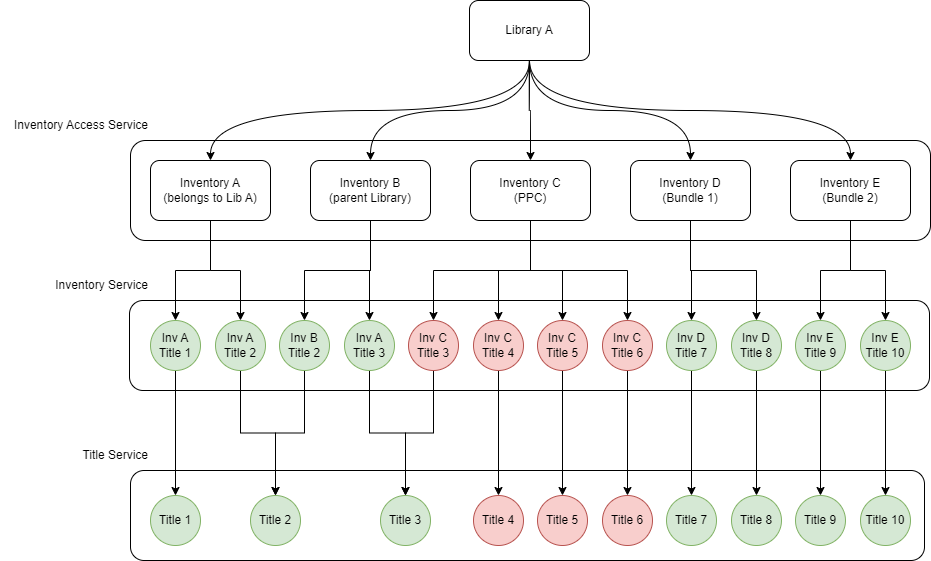 Library A
Inventory Access Service
Inventory A
(belongs to Lib A)
Inventory B
(parent Library)
Inventory C
(PPC)
Inventory D
(Bundle 1)
Inventory E
(Bundle 2)
Inventory Service
Inv A
Title 1
Inv A
Title 2
Inv B
Title 2
Inv A
Title 3
Inv C
Title 3
Inv C
Title 4
Inv C
Title 5
Inv C
Title 6
Inv D
Title 7
Inv D
Title 8
Inv E
Title 9
Inv E
Title 10
Title Service
Title 1
Title 2
Title 3
Title 4
Title 5
Title 6
Title 7
Title 8
Title 9
Title 10